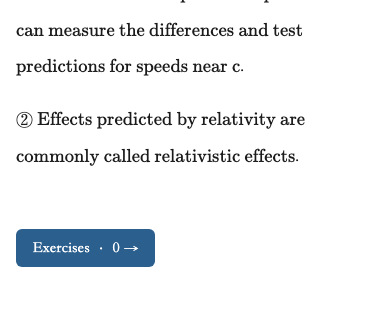 can measure the differences and test
predictions for speeds near c.
② Effects predicted by relativity are
commonly called relativistic effects.
Exercises · 0 →